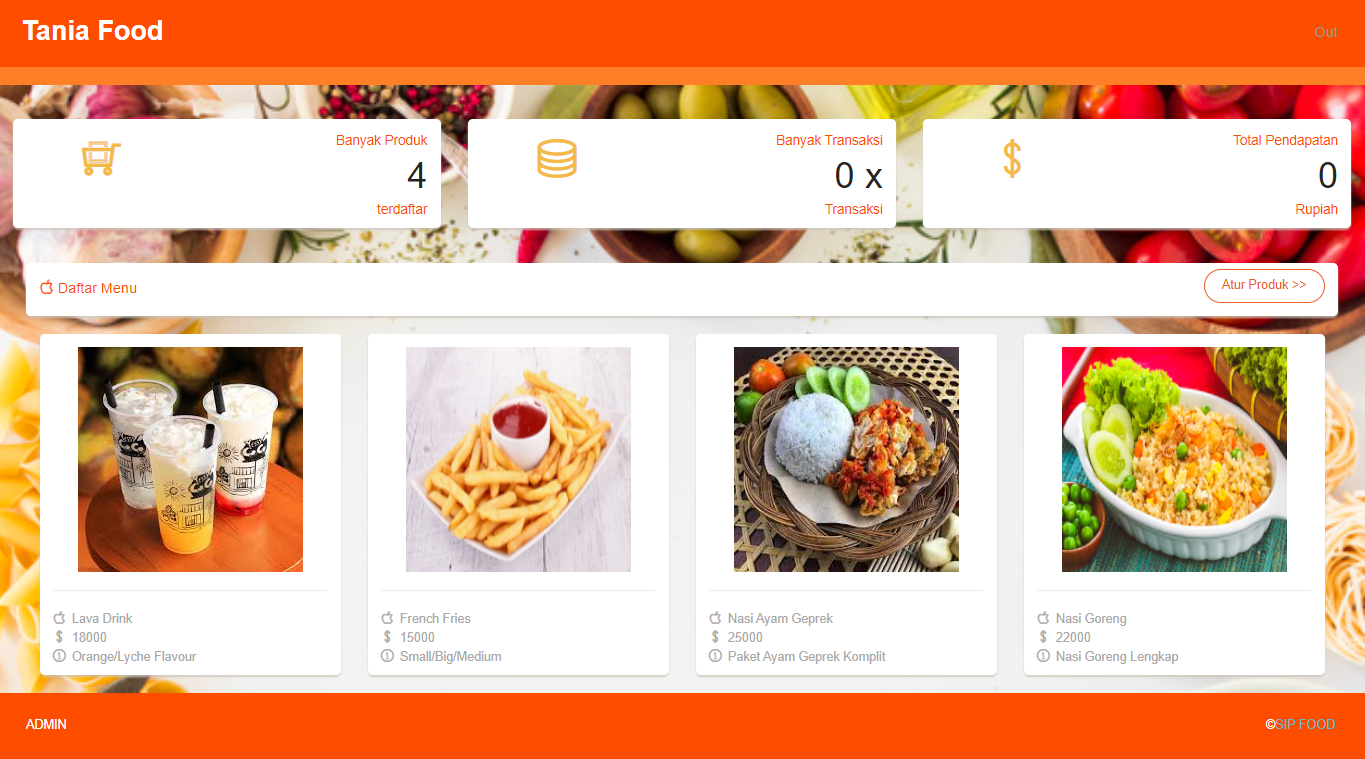 Tania Food
Out
Banyak Produk
4
terdaftar
Banyak Transaksi
0 x
Transaksi
Total Pendapatan
0
Rupiah
Daftar Menu
Atur Produk >>
Lava Drink
18000
Orange/Lyche Flavour
French Fries
15000
Small/Big/Medium
Nasi Ayam Geprek
25000
Paket Ayam Geprek Komplit
Nasi Goreng
22000
Nasi Goreng Lengkap
ADMIN
©SIP FOOD